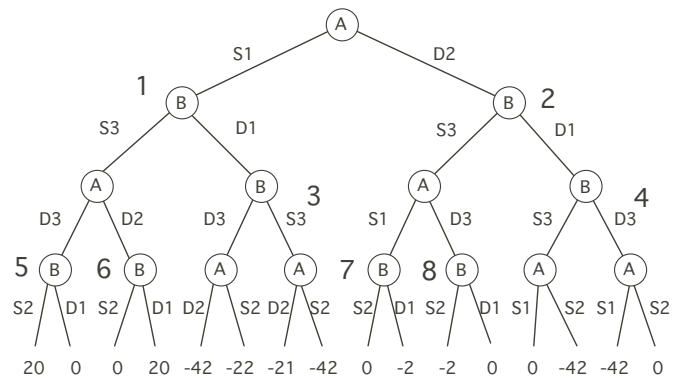 A
S1 D2
1 B B 2
S3 D1 S3 D1
A B 3 A B 4
D3 D2 D3 S3 S1 D3 S3 D3
5 B 6 B A A 7 B 8 B A A
S2 D1 S2 D1 D2 S2 D2 S2 S2 D1 S2 D1 S1 S2 S1 S2
20 0 0 20 -42 -22 -21 -42 0 -2 -2 0 0 -42 -42 0